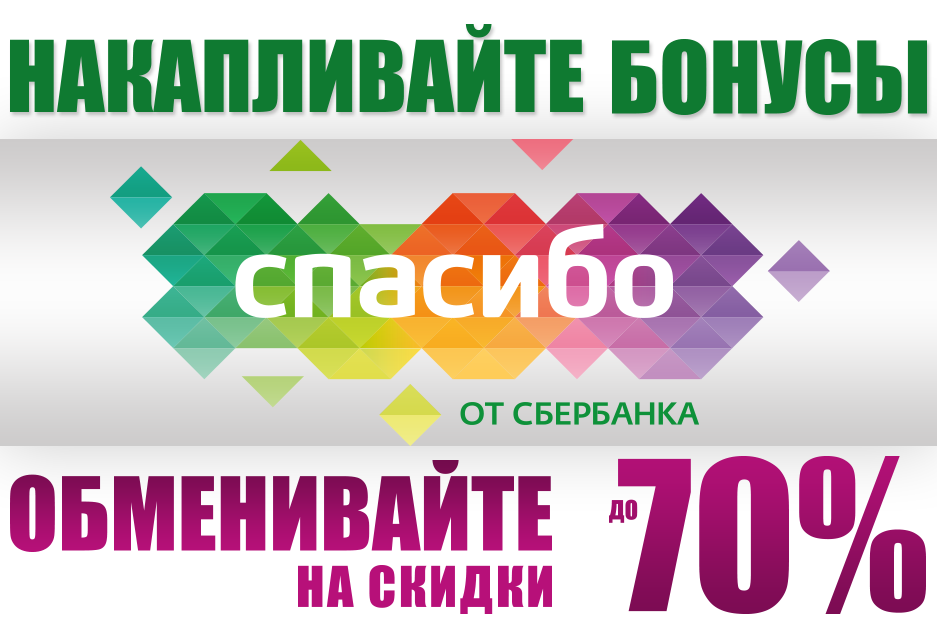 НАКАПЛИВАЙТЕ БОНУСЫ
спасибо
ОТ СБЕРБАНКА
ОБМЕНИВАЙТЕ
НА СКИДКИ
до 70%